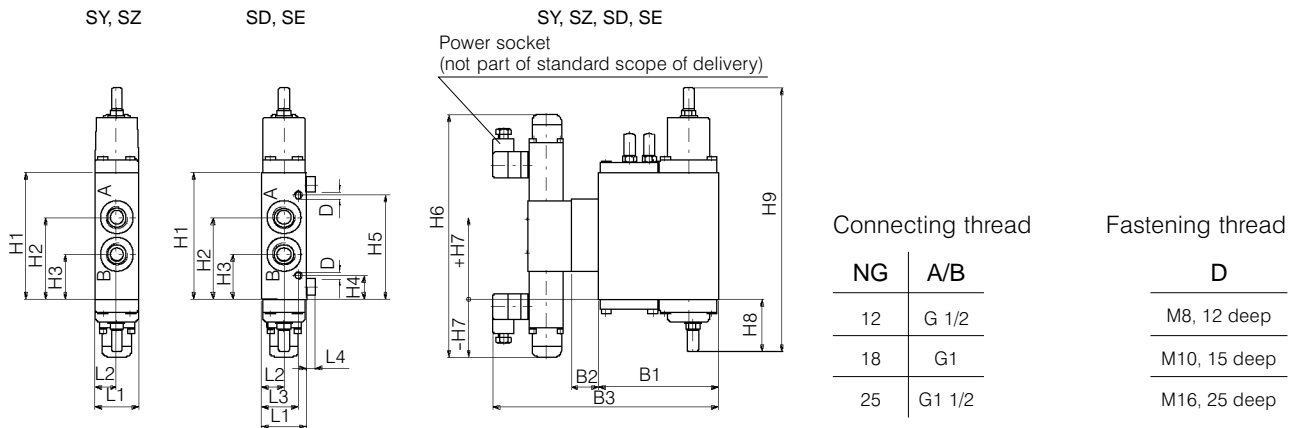 SY, SZ
SD, SE
SY, SZ, SD, SE
Power socket
(not part of standard scope of delivery)
H1
H2
H3
A
B
L2
L1
H1
H2
H3
A
B
D
D
H4
H5
L4
L2
L3
L1
H6
+H7
-H7
B2
B1
B3
H8
H9
Connecting thread
NG A/B
12 G 1/2
18 G1
25 G1 1/2
Fastening thread
D
M8, 12 deep
M10, 15 deep
M16, 25 deep